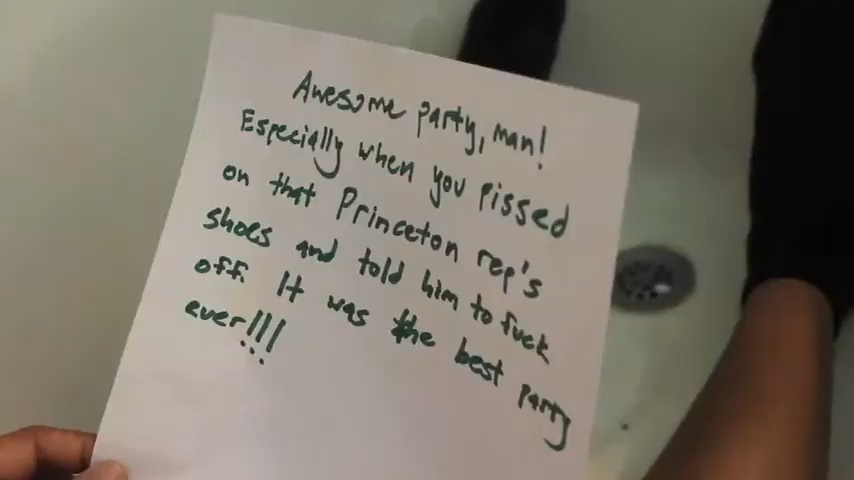 Awesome party, man!
Especially when you pissed
on that Princeton rep's
shoes and told him to fuck
off. It was the best party
ever!!!